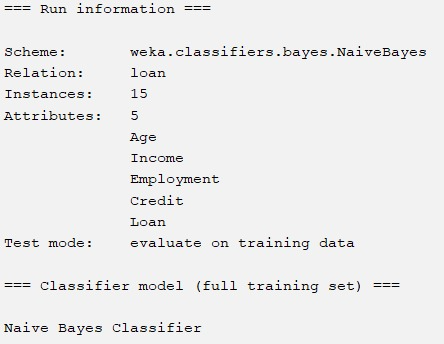 === Run information ===
Scheme: weka.classifiers.bayes.NaiveBayes
Relation: loan
Instances: 15
Attributes: 5
Age
Income
Employment
Credit
Loan
Test mode: evaluate on training data
=== Classifier model (full training set) ===
Naive Bayes Classifier